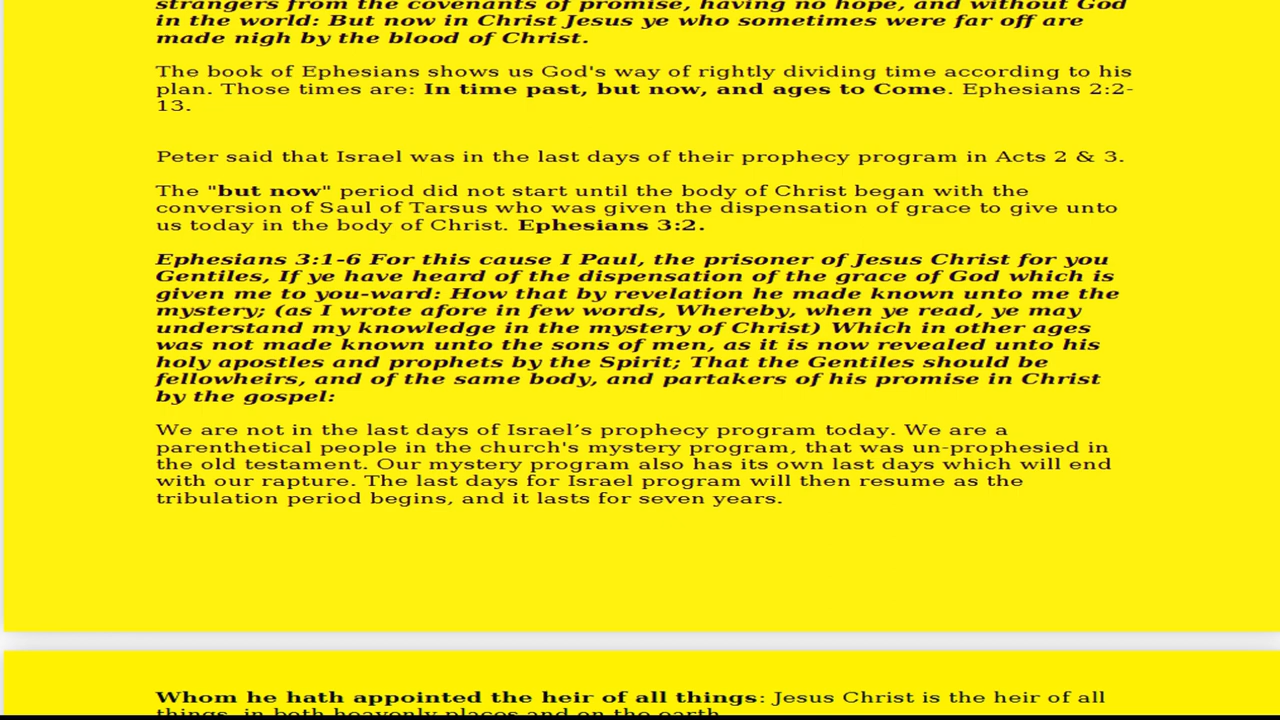 strangers from the covenants of promise, having no hope, and without God
in the world: But now in Christ Jesus ye who sometimes were far off are
made nigh by the blood of Christ.
The book of Ephesians shows us God's way of rightly dividing time according to his
plan. Those times are: In time past, but now, and ages to Come. Ephesians 2:2-
13.
Peter said that Israel was in the last days of their prophecy program in Acts 2 & 3.
The "but now" period did not start until the body of Christ began with the
conversion of Saul of Tarsus who was given the dispensation of grace to give unto
us today in the body of Christ. Ephesians 3:2.
Ephesians 3:1-6 For this cause I Paul, the prisoner of Jesus Christ for you
Gentiles, If ye have heard of the dispensation of the grace of God which is
given me to you-ward: How that by revelation he made known unto me the
mystery; (as I wrote afore in few words, Whereby, when ye read, ye may
understand my knowledge in the mystery of Christ) Which in other ages
was not made known unto the sons of men, as it is now revealed unto his
holy apostles and prophets by the Spirit; That the Gentiles should be
fellowheirs, and of the same body, and partakers of his promise in Christ
by the gospel:
We are not in the last days of Israel’s prophecy program today. We are a
parenthetical people in the church's mystery program, that was un-prophesied in
the old testament. Our mystery program also has its own last days which will end
with our rapture. The last days for Israel program will then resume as the
tribulation period begins, and it lasts for seven years.
Whom he hath appointed the heir of all things: Jesus Christ is the heir of all
things, in both heavenly places and on the earth